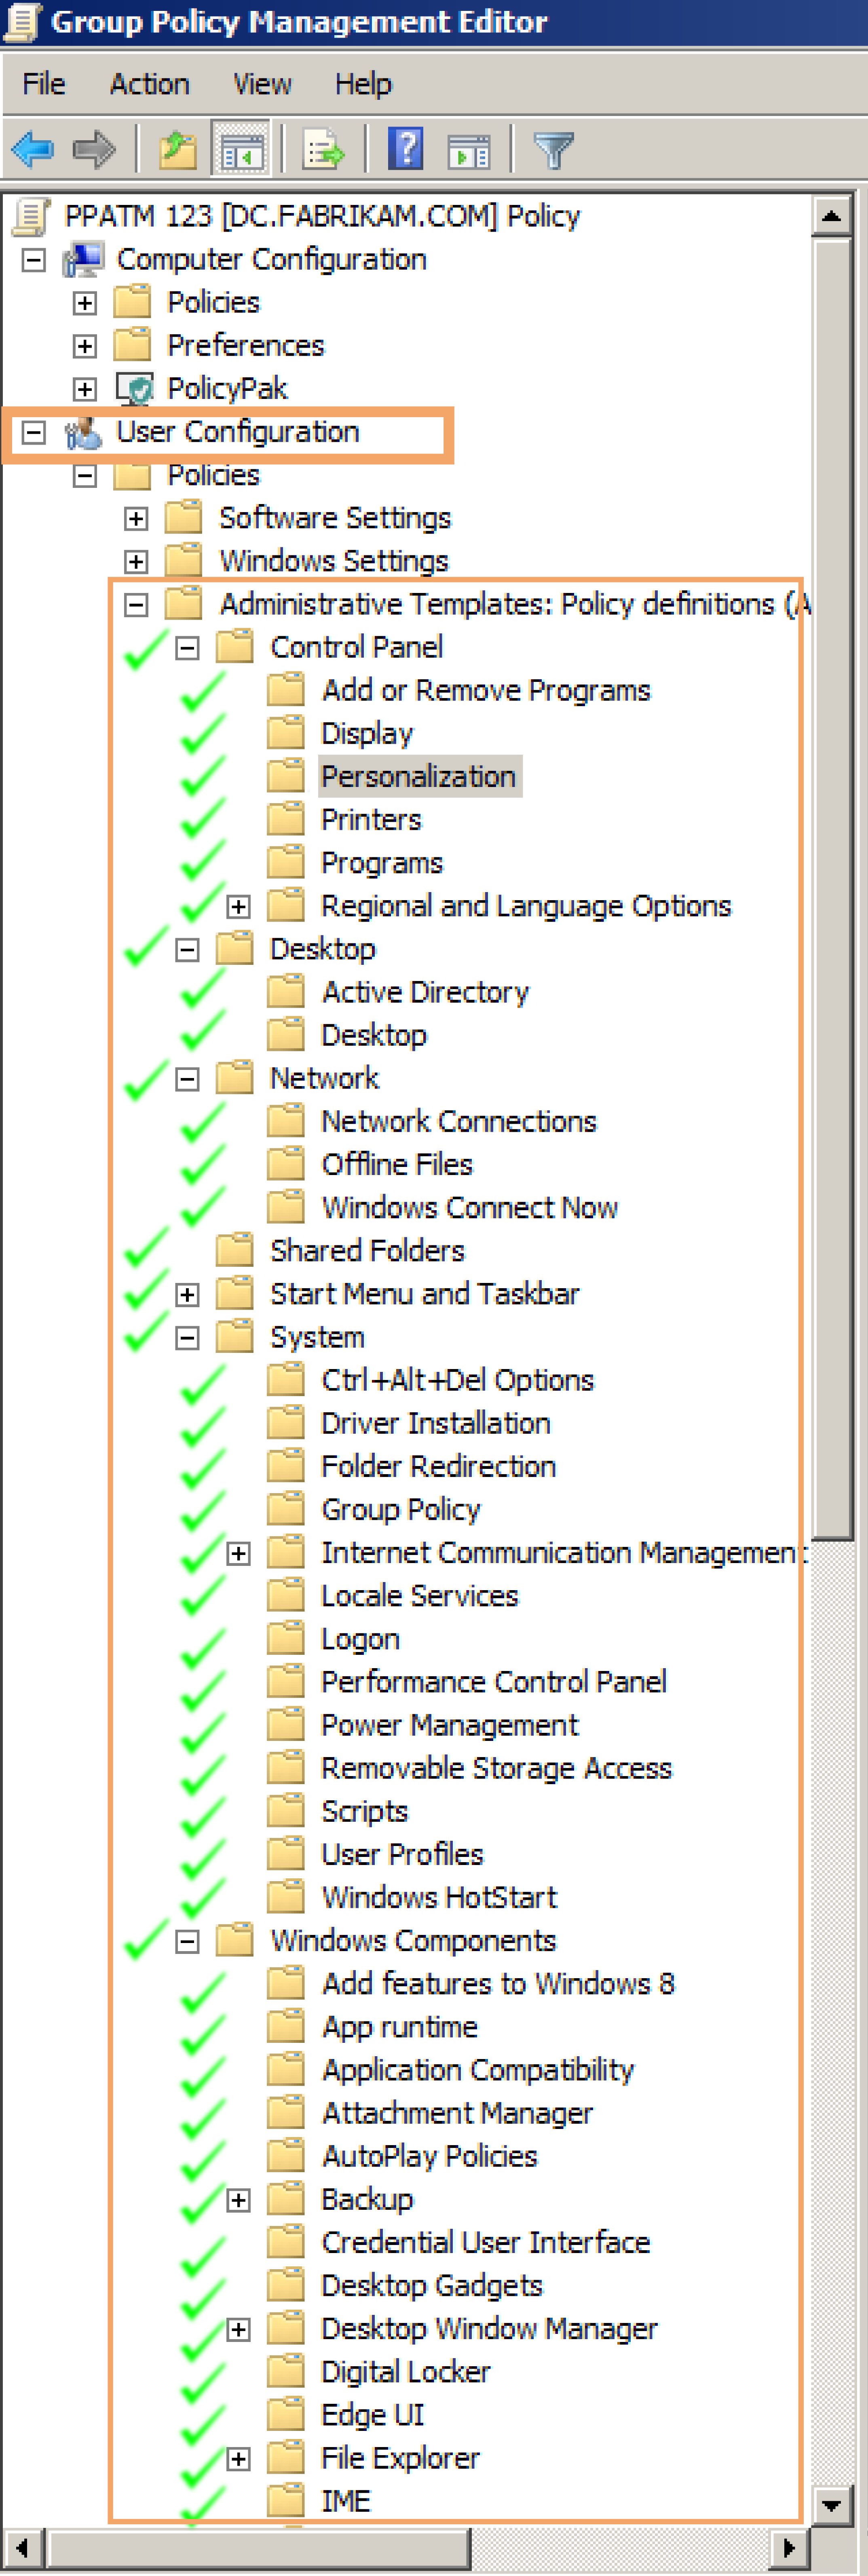 Group Policy Management Editor
File Action View Help
PPATM 123 [DC.FABRIKAM.COM] Policy
Computer Configuration
Policies
Preferences
PolicyPak
User Configuration
Policies
Software Settings
Windows Settings
Administrative Templates: Policy definitions (A
Control Panel
Add or Remove Programs
Display
Personalization
Printers
Programs
Regional and Language Options
Desktop
Active Directory
Desktop
Network
Network Connections
Offline Files
Windows Connect Now
Shared Folders
Start Menu and Taskbar
System
Ctrl+Alt+Del Options
Driver Installation
Folder Redirection
Group Policy
Internet Communication Management
Locale Services
Logon
Performance Control Panel
Power Management
Removable Storage Access
Scripts
User Profiles
Windows HotStart
Windows Components
Add features to Windows 8
App runtime
Application Compatibility
Attachment Manager
AutoPlay Policies
Backup
Credential User Interface
Desktop Gadgets
Desktop Window Manager
Digital Locker
Edge UI
File Explorer
IME